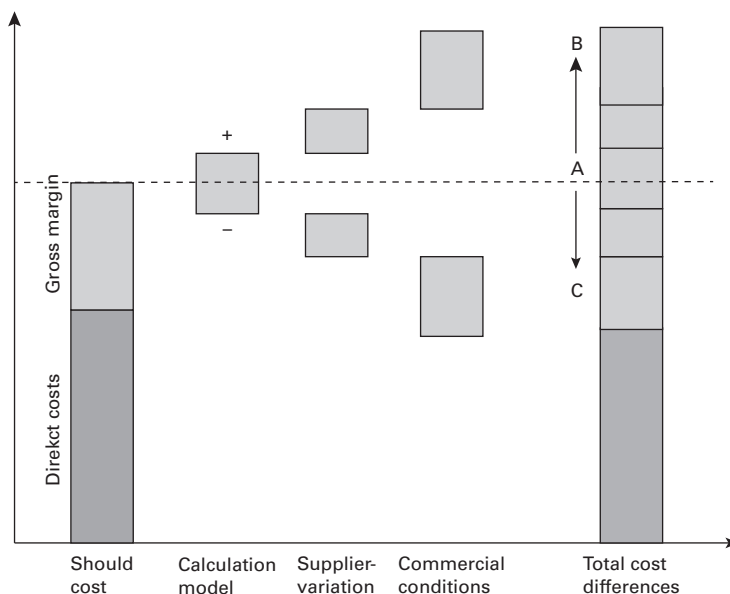 B
+
A
−
C
Gross margin
Direkct costs
Should
cost
Calculation
model
Supplier-
variation
Commercial
conditions
Total cost
differences